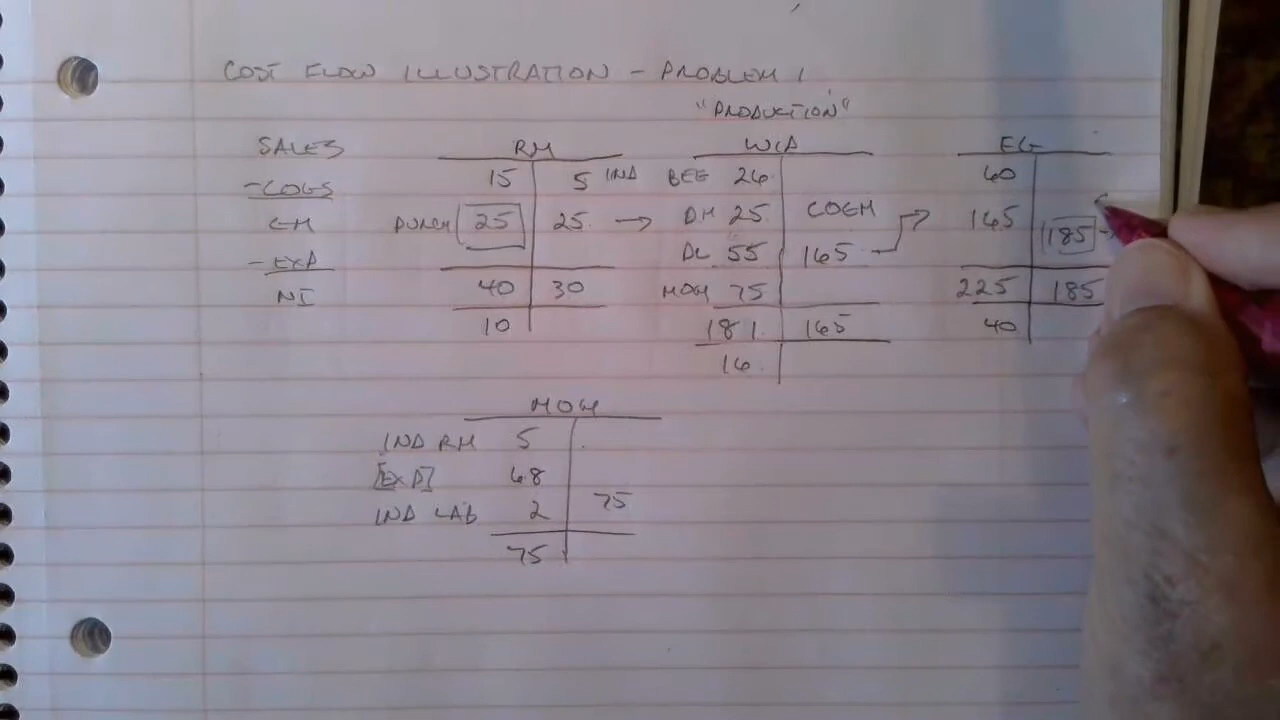 COST FLOW ILLUSTRATION - PROBLEM 1
"PRODUCTION"
SALES RM WIP FG
15 5 IND BEG 26 60
- COGS
GM PURCH 25 25 → DM 25 COGM 165 185
- EXP DL 55 165
NI 40 30 MOH 75 225 185
10 181 165 40
16
MOH
IND RM 5
[EXP] 68
IND LAB 2 75
75